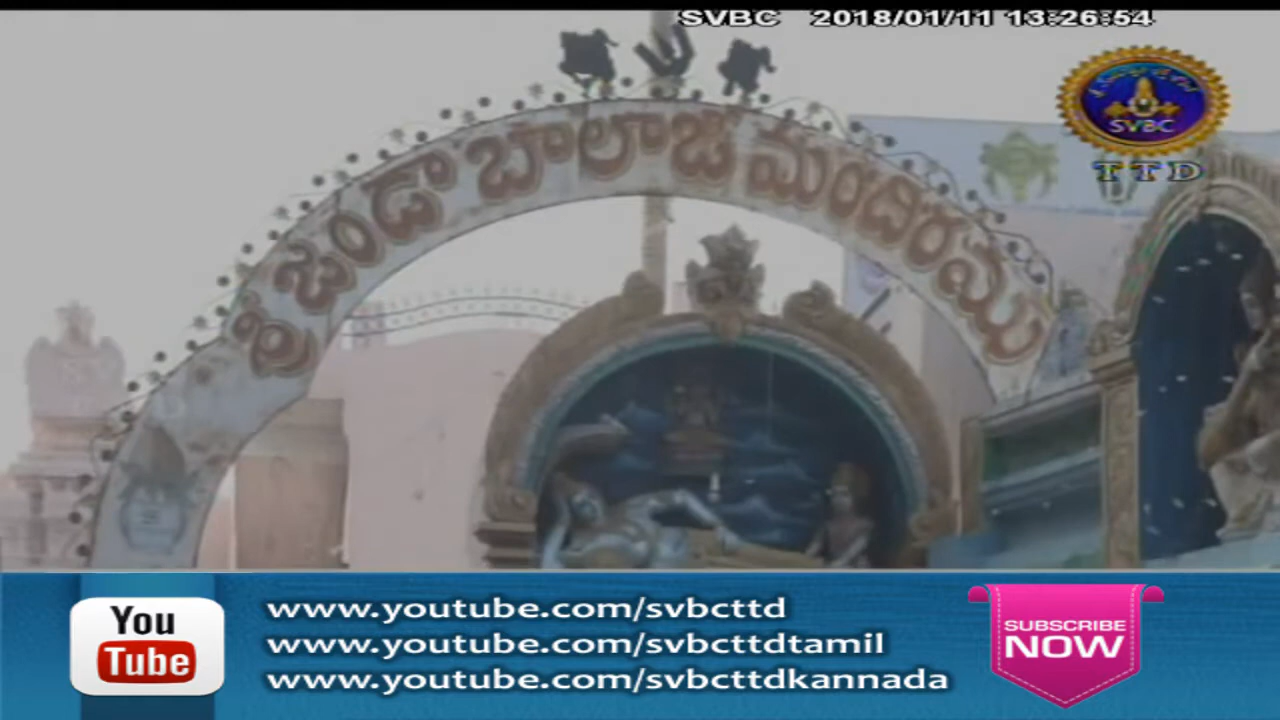 SVBC 2018/01/11 13:26:54
SVBC
TTD
శ్రీ జండా బాలాజీ మందిరము
You
Tube
www.youtube.com/svbcttd
www.youtube.com/svbcttdtamil
www.youtube.com/svbcttdkannada
SUBSCRIBE
NOW